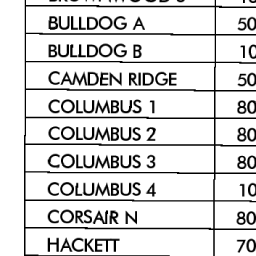 BULLDOG A 50
BULLDOG B 10
CAMDEN RIDGE 50
COLUMBUS 1 80
COLUMBUS 2 80
COLUMBUS 3 80
COLUMBUS 4 10
CORSAIR N 80
HACKETT 70